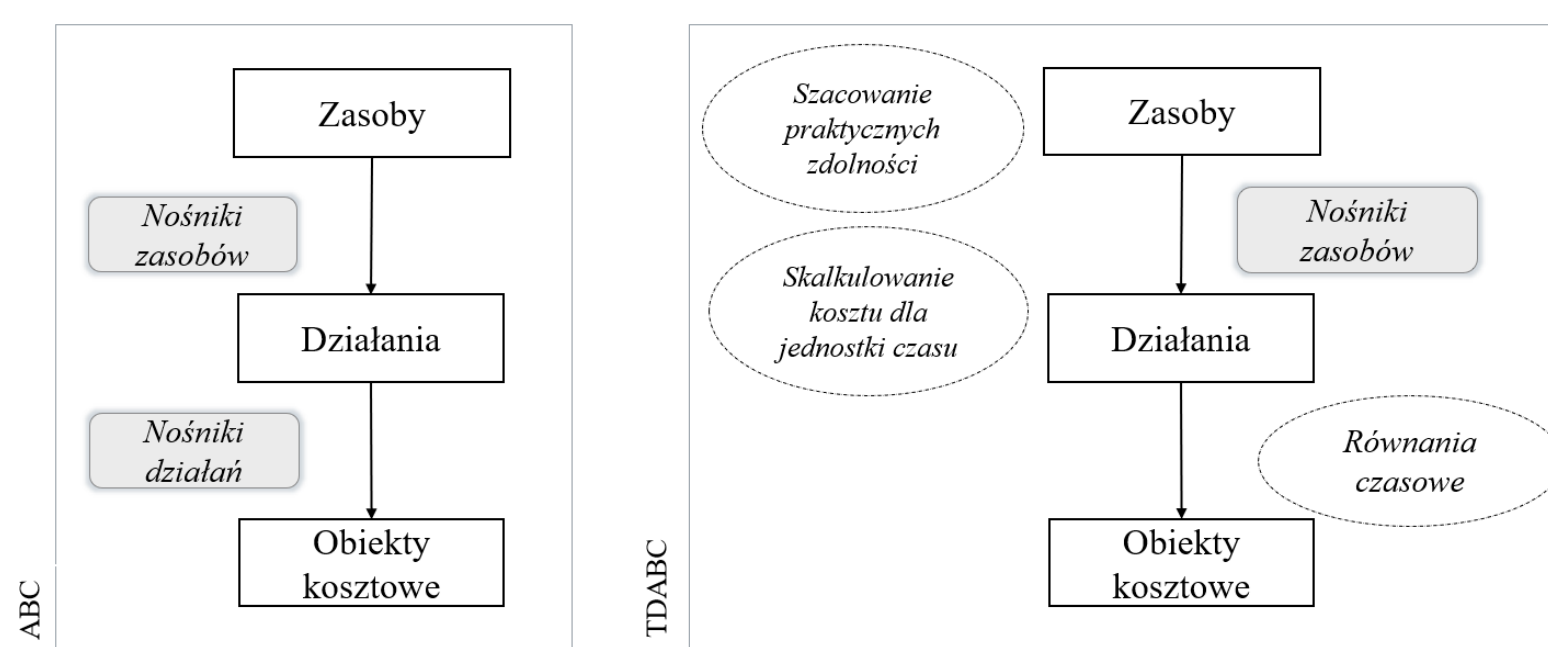 Zasoby
Nośniki
zasobów
Działania
Nośniki
działań
Obiekty
kosztowe
ABC
Szacowanie
praktycznych
zdolności
Zasoby
Nośniki
zasobów
Skalkulowanie
kosztu dla
jednostki czasu
Działania
Równania
czasowe
Obiekty
kosztowe
TDABC